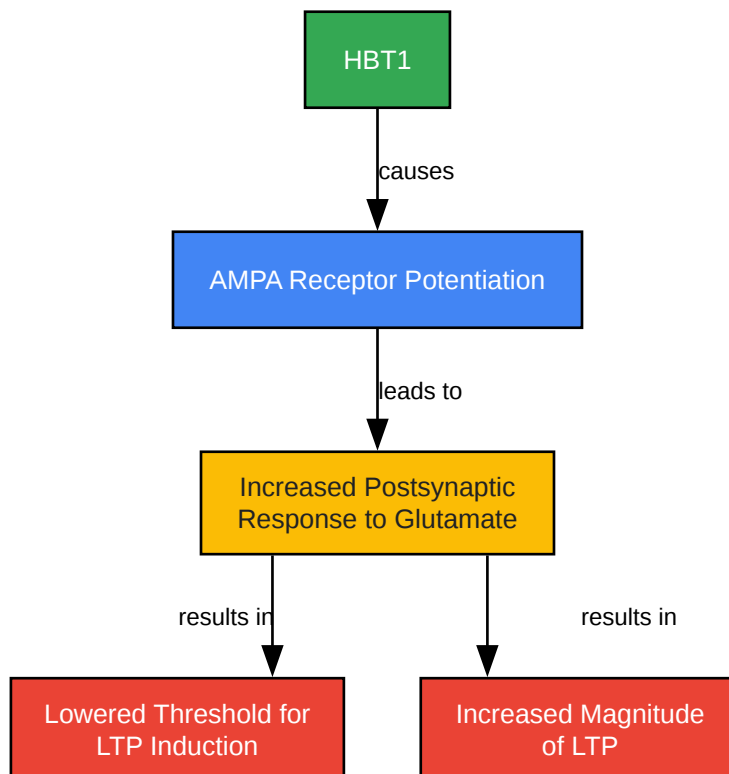 HBT1
causes
AMPA Receptor Potentiation
leads to
Increased Postsynaptic
Response to Glutamate
results in
results in
Lowered Threshold for
LTP Induction
Increased Magnitude
of LTP